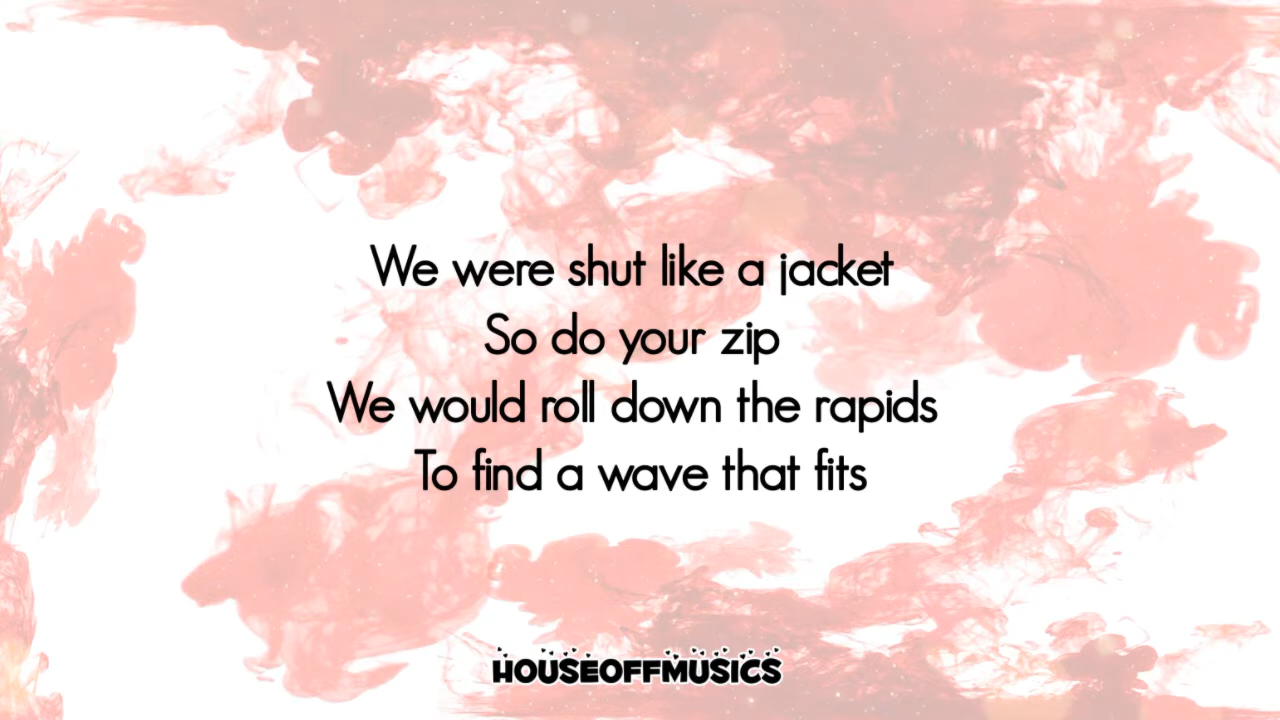 We were shut like a jacket
So do your zip
We would roll down the rapids
To find a wave that fits
HOUSEOFFMUSICS